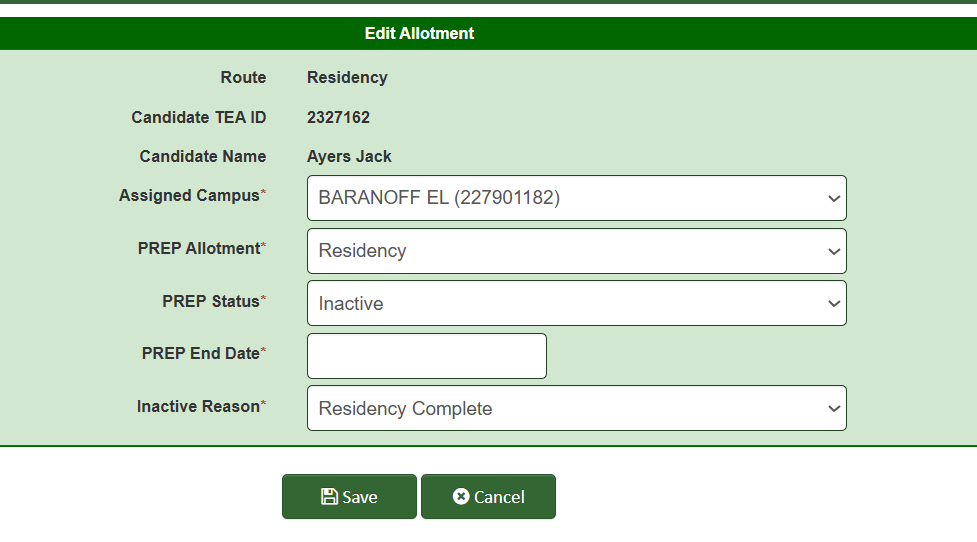 Edit Allotment
Route Residency
Candidate TEA ID 2327162
Candidate Name Ayers Jack
Assigned Campus* BARANOFF EL (227901182)
PREP Allotment* Residency
PREP Status* Inactive
PREP End Date*
Inactive Reason* Residency Complete
Save Cancel